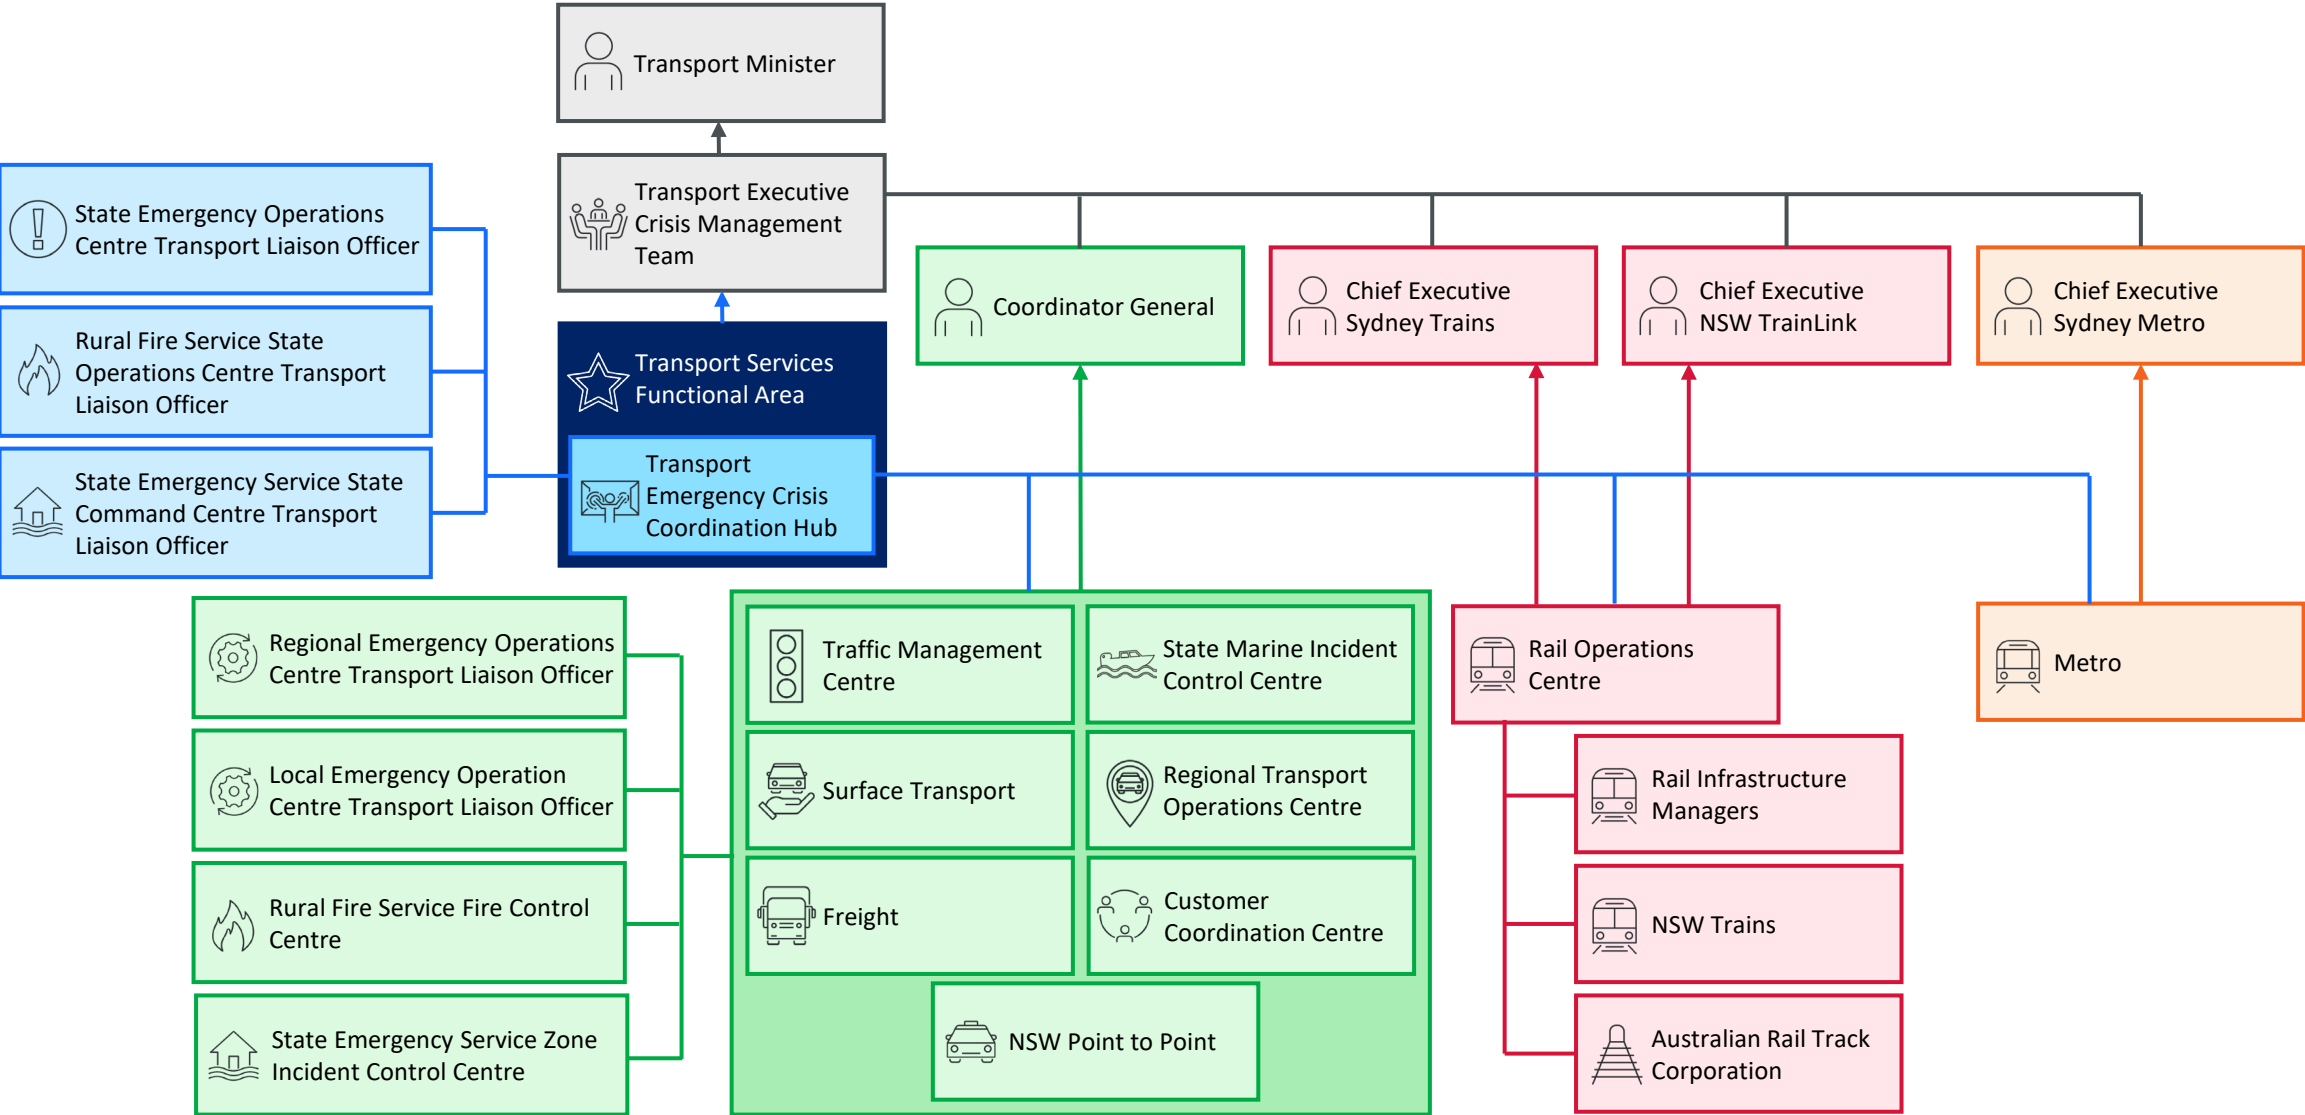 Transport Minister
Transport Executive
Crisis Management
Team
State Emergency Operations
Centre Transport Liaison Officer
Rural Fire Service State
Operations Centre Transport
Liaison Officer
State Emergency Service State
Command Centre Transport
Liaison Officer
Transport Services
Functional Area
Transport
Emergency Crisis
Coordination Hub
Coordinator General
Chief Executive
Sydney Trains
Chief Executive
NSW TrainLink
Chief Executive
Sydney Metro
Regional Emergency Operations
Centre Transport Liaison Officer
Local Emergency Operation
Centre Transport Liaison Officer
Rural Fire Service Fire Control
Centre
State Emergency Service Zone
Incident Control Centre
Traffic Management
Centre
State Marine Incident
Control Centre
Surface Transport
Regional Transport
Operations Centre
Freight
Customer
Coordination Centre
NSW Point to Point
Rail Operations
Centre
Rail Infrastructure
Managers
NSW Trains
Australian Rail Track
Corporation
Metro